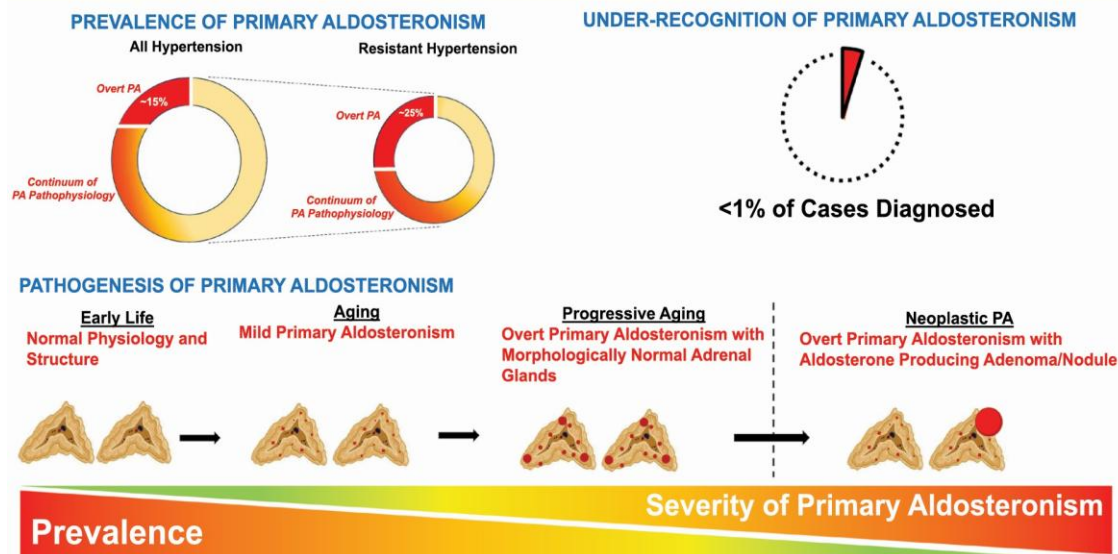 PREVALENCE OF PRIMARY ALDOSTERONISM
All Hypertension
Resistant Hypertension
Overt PA
~15%
Continuum of
PA Pathophysiology
Overt PA
~25%
Continuum of
PA Pathophysiology
UNDER-RECOGNITION OF PRIMARY ALDOSTERONISM
<1% of Cases Diagnosed
PATHOGENESIS OF PRIMARY ALDOSTERONISM
Early Life
Normal Physiology and
Structure
Aging
Mild Primary Aldosteronism
Progressive Aging
Overt Primary Aldosteronism with
Morphologically Normal Adrenal
Glands
Neoplastic PA
Overt Primary Aldosteronism with
Aldosterone Producing Adenoma/Nodule
Severity of Primary Aldosteronism
Prevalence